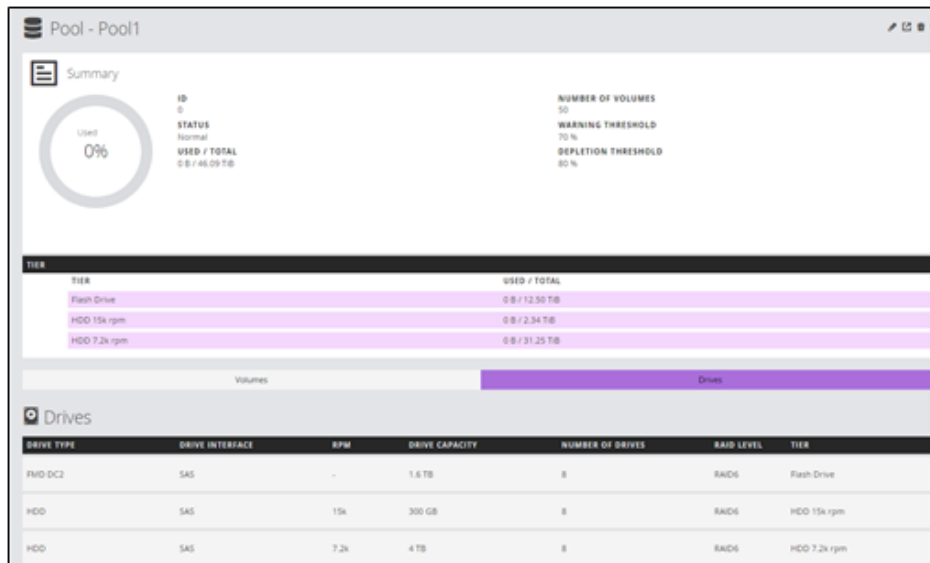 Pool - Pool1
Summary
Used
0%
ID
0
STATUS
Normal
USED / TOTAL
0 B / 46.09 TiB
NUMBER OF VOLUMES
50
WARNING THRESHOLD
70 %
DEPLETION THRESHOLD
80 %
TIER
TIER USED / TOTAL
Flash Drive 0 B / 12.50 TiB
HDD 15k rpm 0 B / 2.34 TiB
HDD 7.2k rpm 0 B / 31.25 TiB
Volumes Drives
Drives
DRIVE TYPE DRIVE INTERFACE RPM DRIVE CAPACITY NUMBER OF DRIVES RAID LEVEL TIER
FMD DC2 SAS - 1.6 TB 8 RAID6 Flash Drive
HDD SAS 15k 300 GB 8 RAID6 HDD 15k rpm
HDD SAS 7.2k 4 TB 8 RAID6 HDD 7.2k rpm